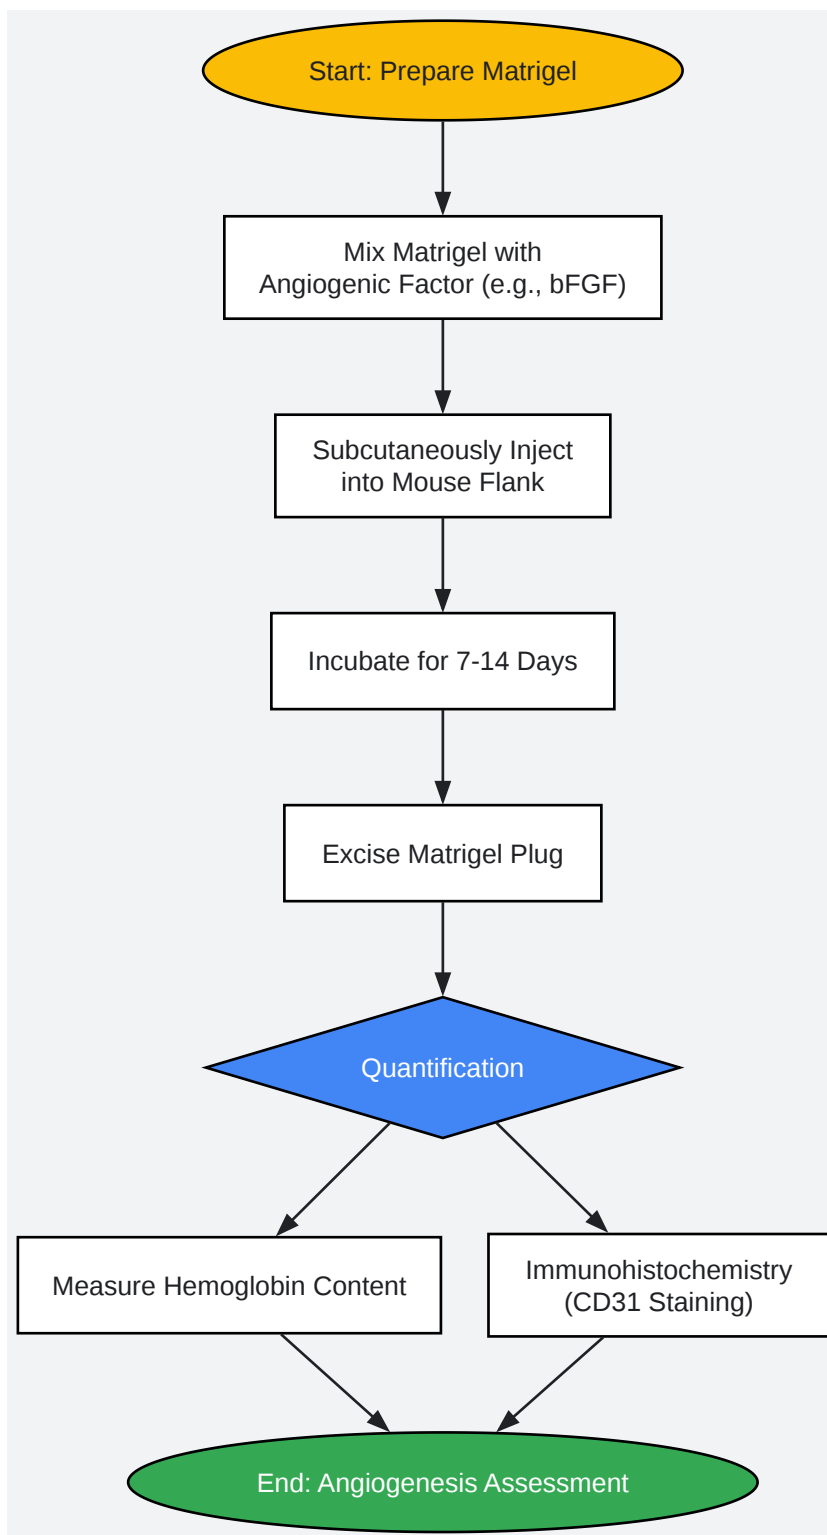 Start: Prepare Matrigel
Mix Matrigel with
Angiogenic Factor (e.g., bFGF)
Subcutaneously Inject
into Mouse Flank
Incubate for 7-14 Days
Excise Matrigel Plug
Quantification
Measure Hemoglobin Content
Immunohistochemistry
(CD31 Staining)
End: Angiogenesis Assessment